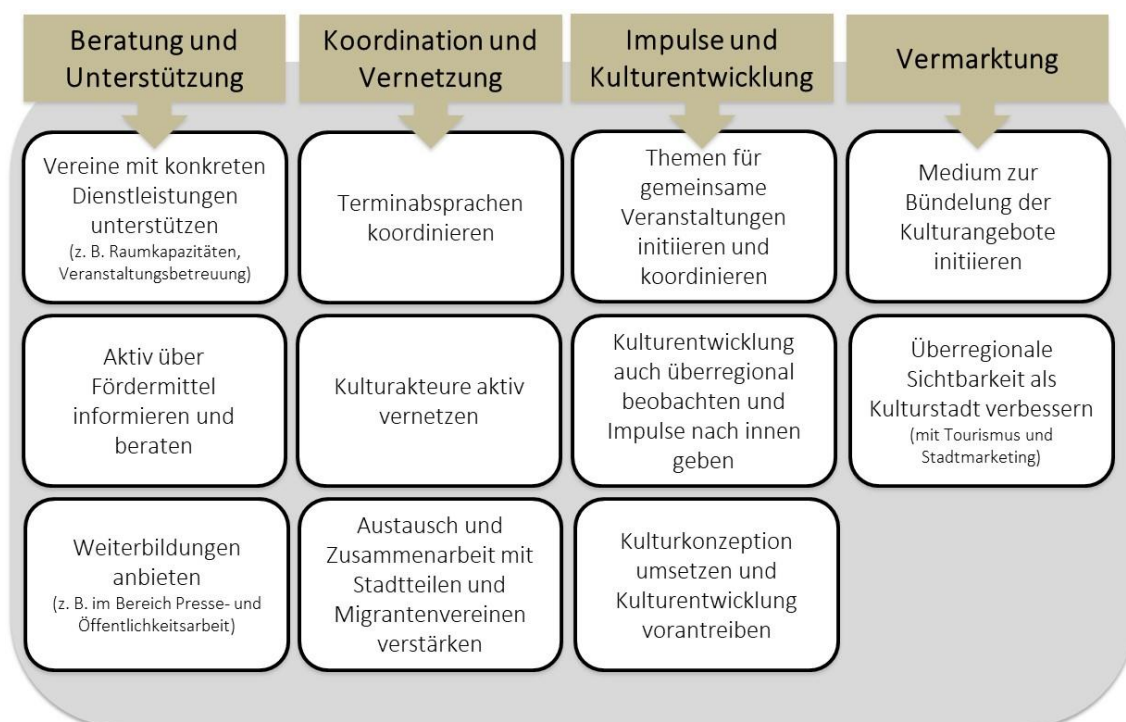 Beratung und
Unterstützung
Koordination und
Vernetzung
Impulse und
Kulturentwicklung
Vermarktung
Vereine mit konkreten
Dienstleistungen
unterstützen
(z. B. Raumkapazitäten,
Veranstaltungsbetreuung)
Terminabsprachen
koordinieren
Themen für
gemeinsame
Veranstaltungen
initiieren und
koordinieren
Medium zur
Bündelung der
Kulturangebote
initiieren
Aktiv über
Fördermittel
informieren und
beraten
Kulturakteure aktiv
vernetzen
Kulturentwicklung
auch überregional
beobachten und
Impulse nach innen
geben
Überregionale
Sichtbarkeit als
Kulturstadt verbessern
(mit Tourismus und
Stadtmarketing)
Weiterbildungen
anbieten
(z. B. im Bereich Presse- und
Öffentlichkeitsarbeit)
Austausch und
Zusammenarbeit mit
Stadtteilen und
Migrantenvereinen
verstärken
Kulturkonzeption
umsetzen und
Kulturentwicklung
vorantreiben